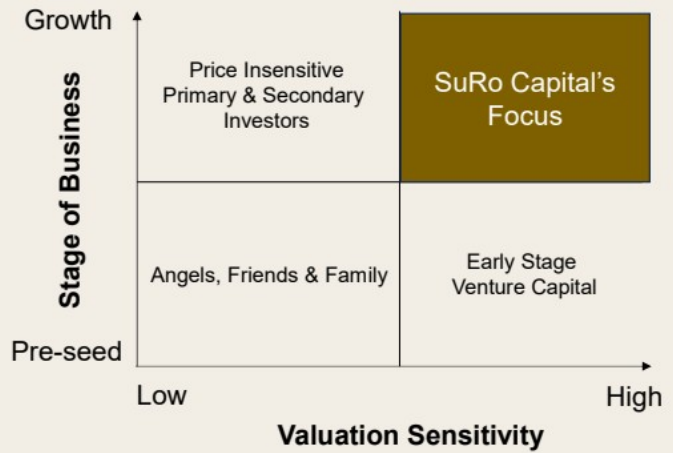 Growth
Price Insensitive
Primary & Secondary
Investors
SuRo Capital's
Focus
Stage of Business
Angels, Friends & Family
Early Stage
Venture Capital
Pre-seed
Low
High
Valuation Sensitivity